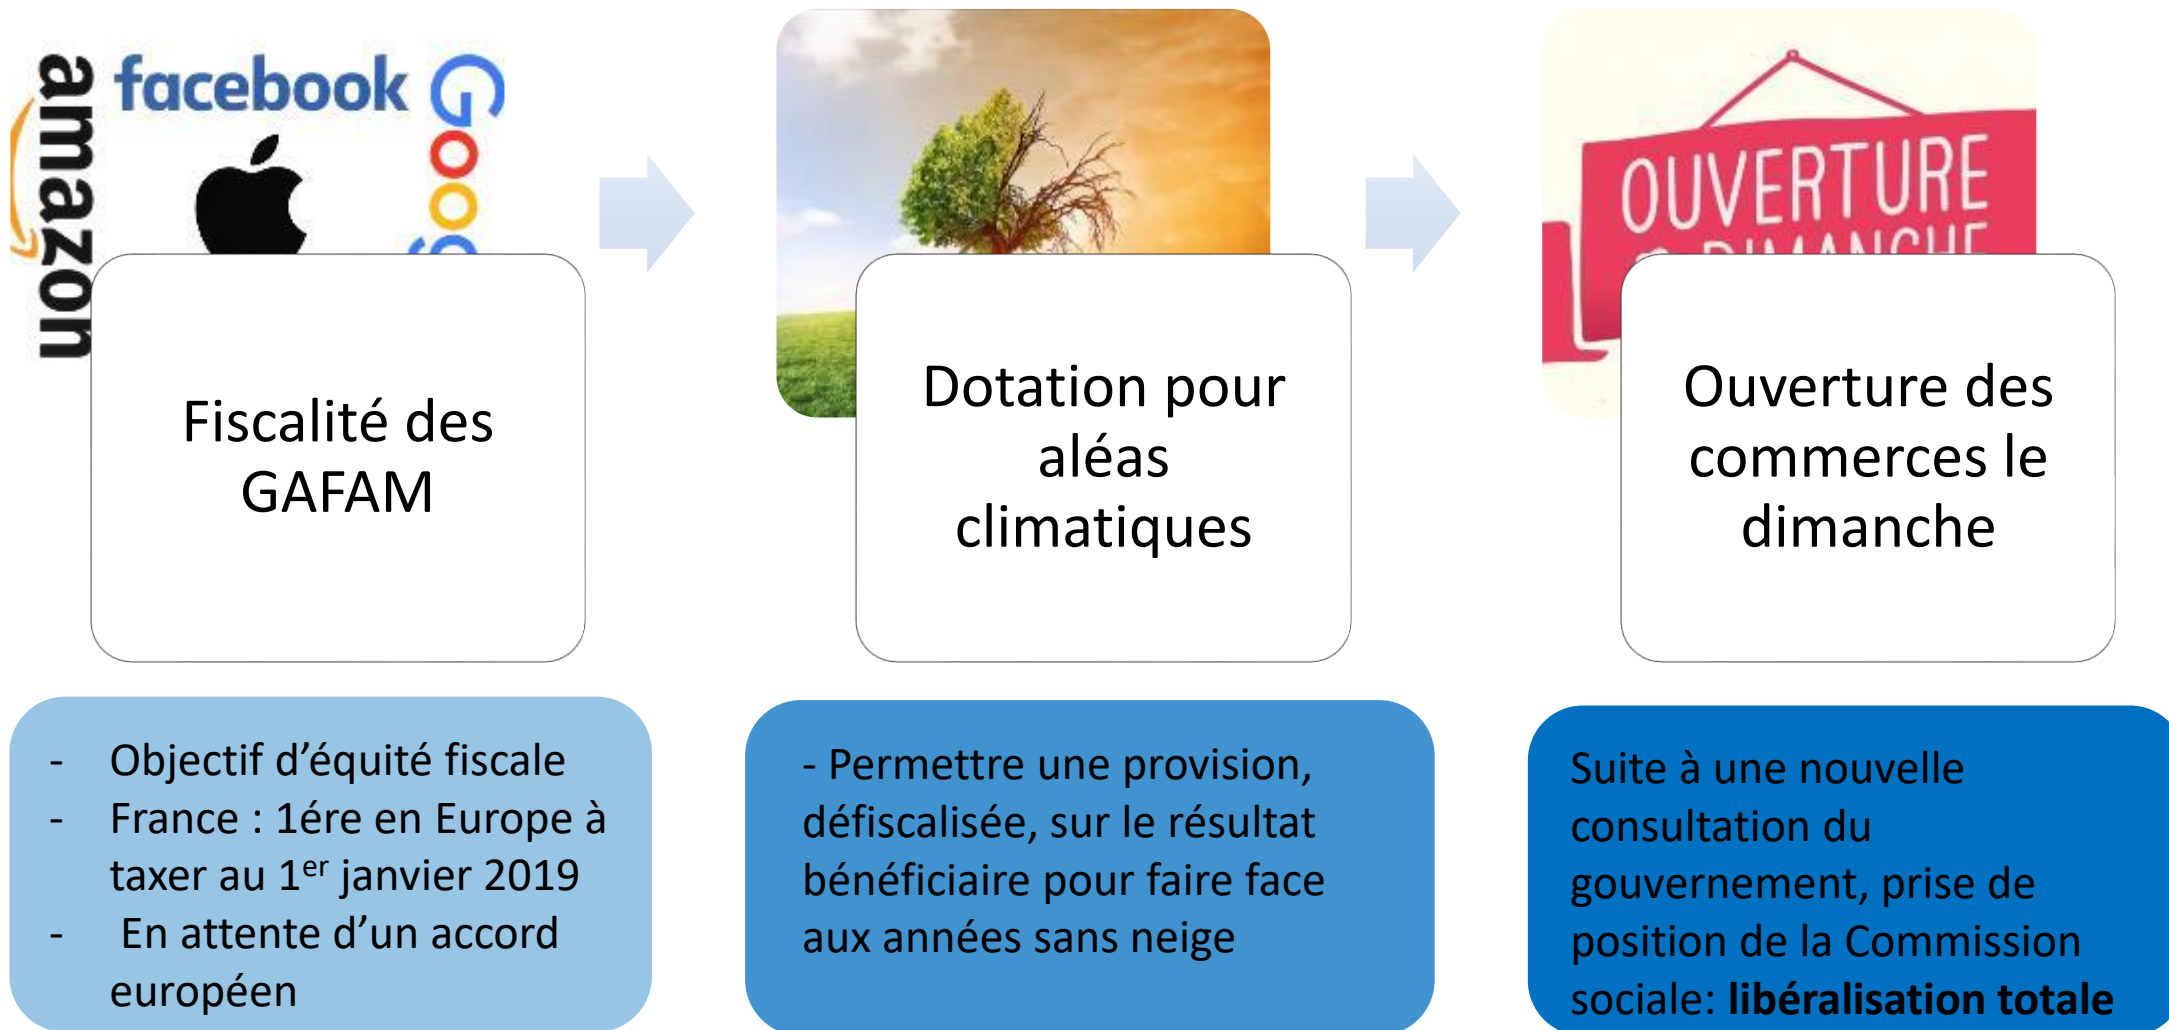 amazon
facebook
Goog
OUVERTURE
DIMANCHE
Fiscalité des
GAFAM
Dotation pour
aléas
climatiques
Ouverture des
commerces le
dimanche
- Objectif d’équité fiscale
- France : 1ére en Europe à
taxer au 1er janvier 2019
- En attente d’un accord
européen
- Permettre une provision,
défiscalisée, sur le résultat
bénéficiaire pour faire face
aux années sans neige
Suite à une nouvelle
consultation du
gouvernement, prise de
position de la Commission
sociale: libéralisation totale